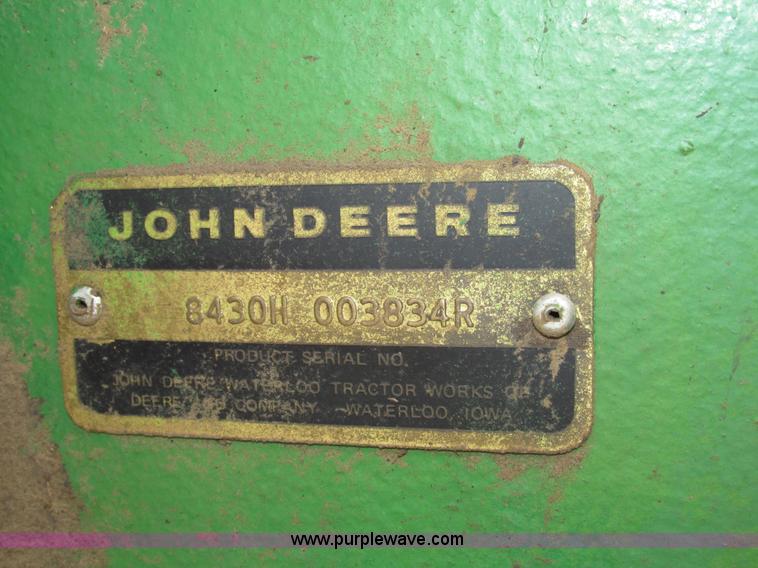 JOHN DEERE
8430H 003834R
PRODUCT SERIAL NO.
JOHN DEERE WATERLOO TRACTOR WORKS OF
DEERE AND COMPANY WATERLOO, IOWA
www.purplewave.com